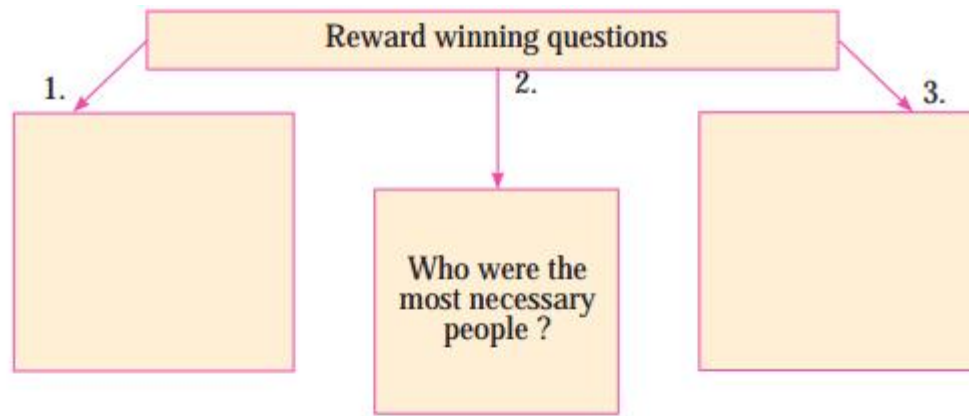 Reward winning questions
1.
2.
3.
Who were the
most necessary
people ?